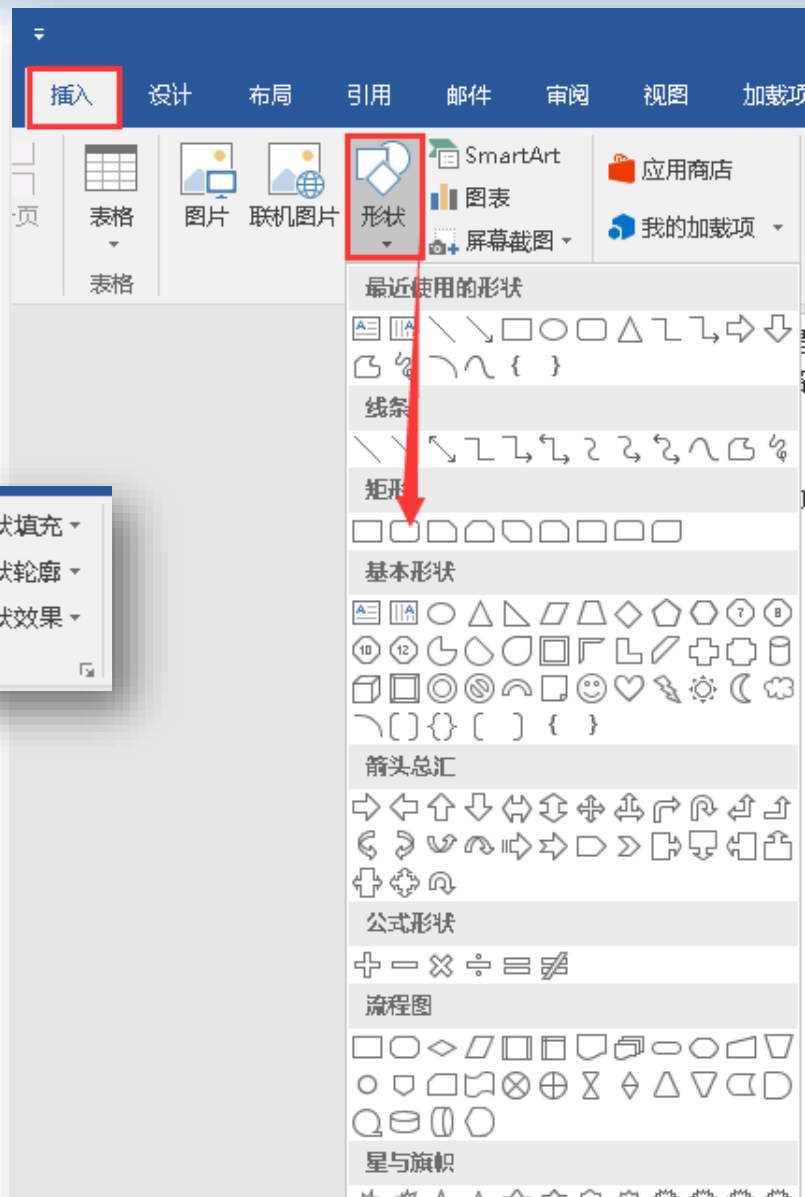 插入 设计 布局 引用 邮件 审阅 视图 加载项
页 表格 图片 联机图片 形状 SmartArt 应用商店
图表
屏幕截图 我的加载项
表格
最近使用的形状
线条
矩形
状填充
状轮廓
状效果
基本形状
箭头总汇
公式形状
流程图
星与旗帜